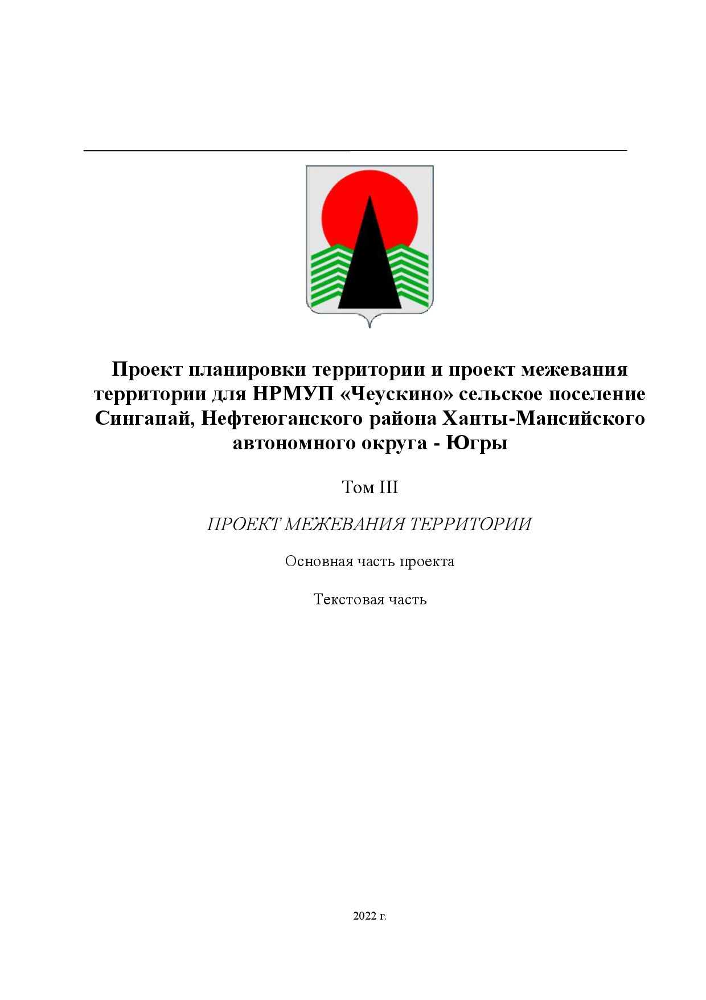 Проект планировки территории и проект межевания
территории для НРМУП «Чеускино» сельское поселение
Сингапай, Нефтеюганского района Ханты-Мансийского
автономного округа - Югры
Том III
ПРОЕКТ МЕЖЕВАНИЯ ТЕРРИТОРИИ
Основная часть проекта
Текстовая часть
2022 г.